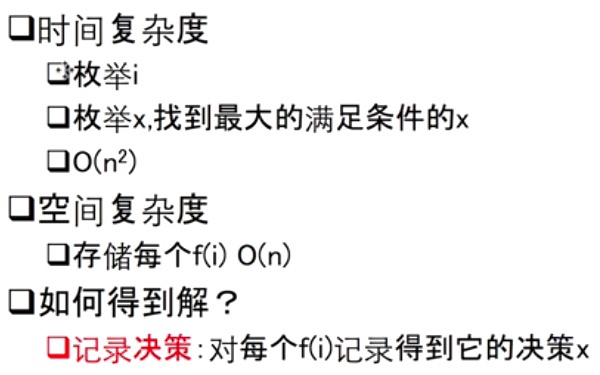 ❑时间复杂度
❑枚举i
❑枚举x,找到最大的满足条件的x
❑O(n²)
❑空间复杂度
❑存储每个f(i) O(n)
❑如何得到解？
❑记录决策:对每个f(i)记录得到它的决策x